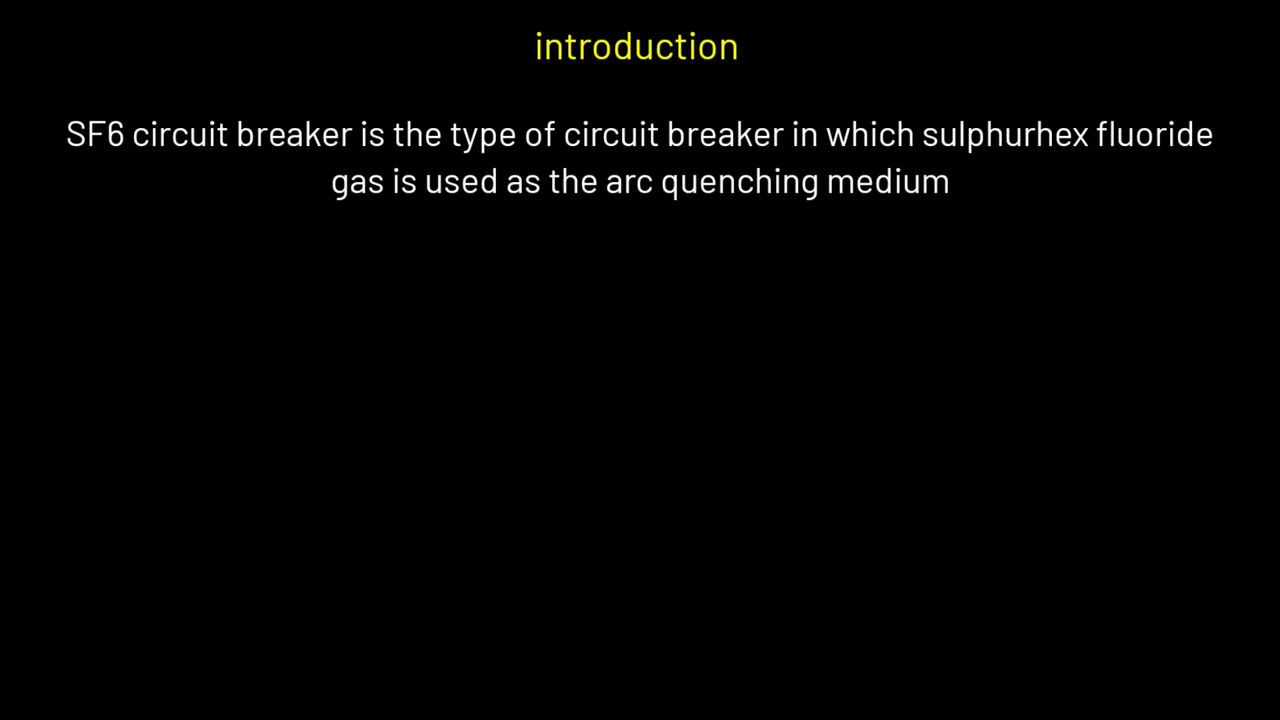 introduction
SF6 circuit breaker is the type of circuit breaker in which sulphurhex fluoride
gas is used as the arc quenching medium